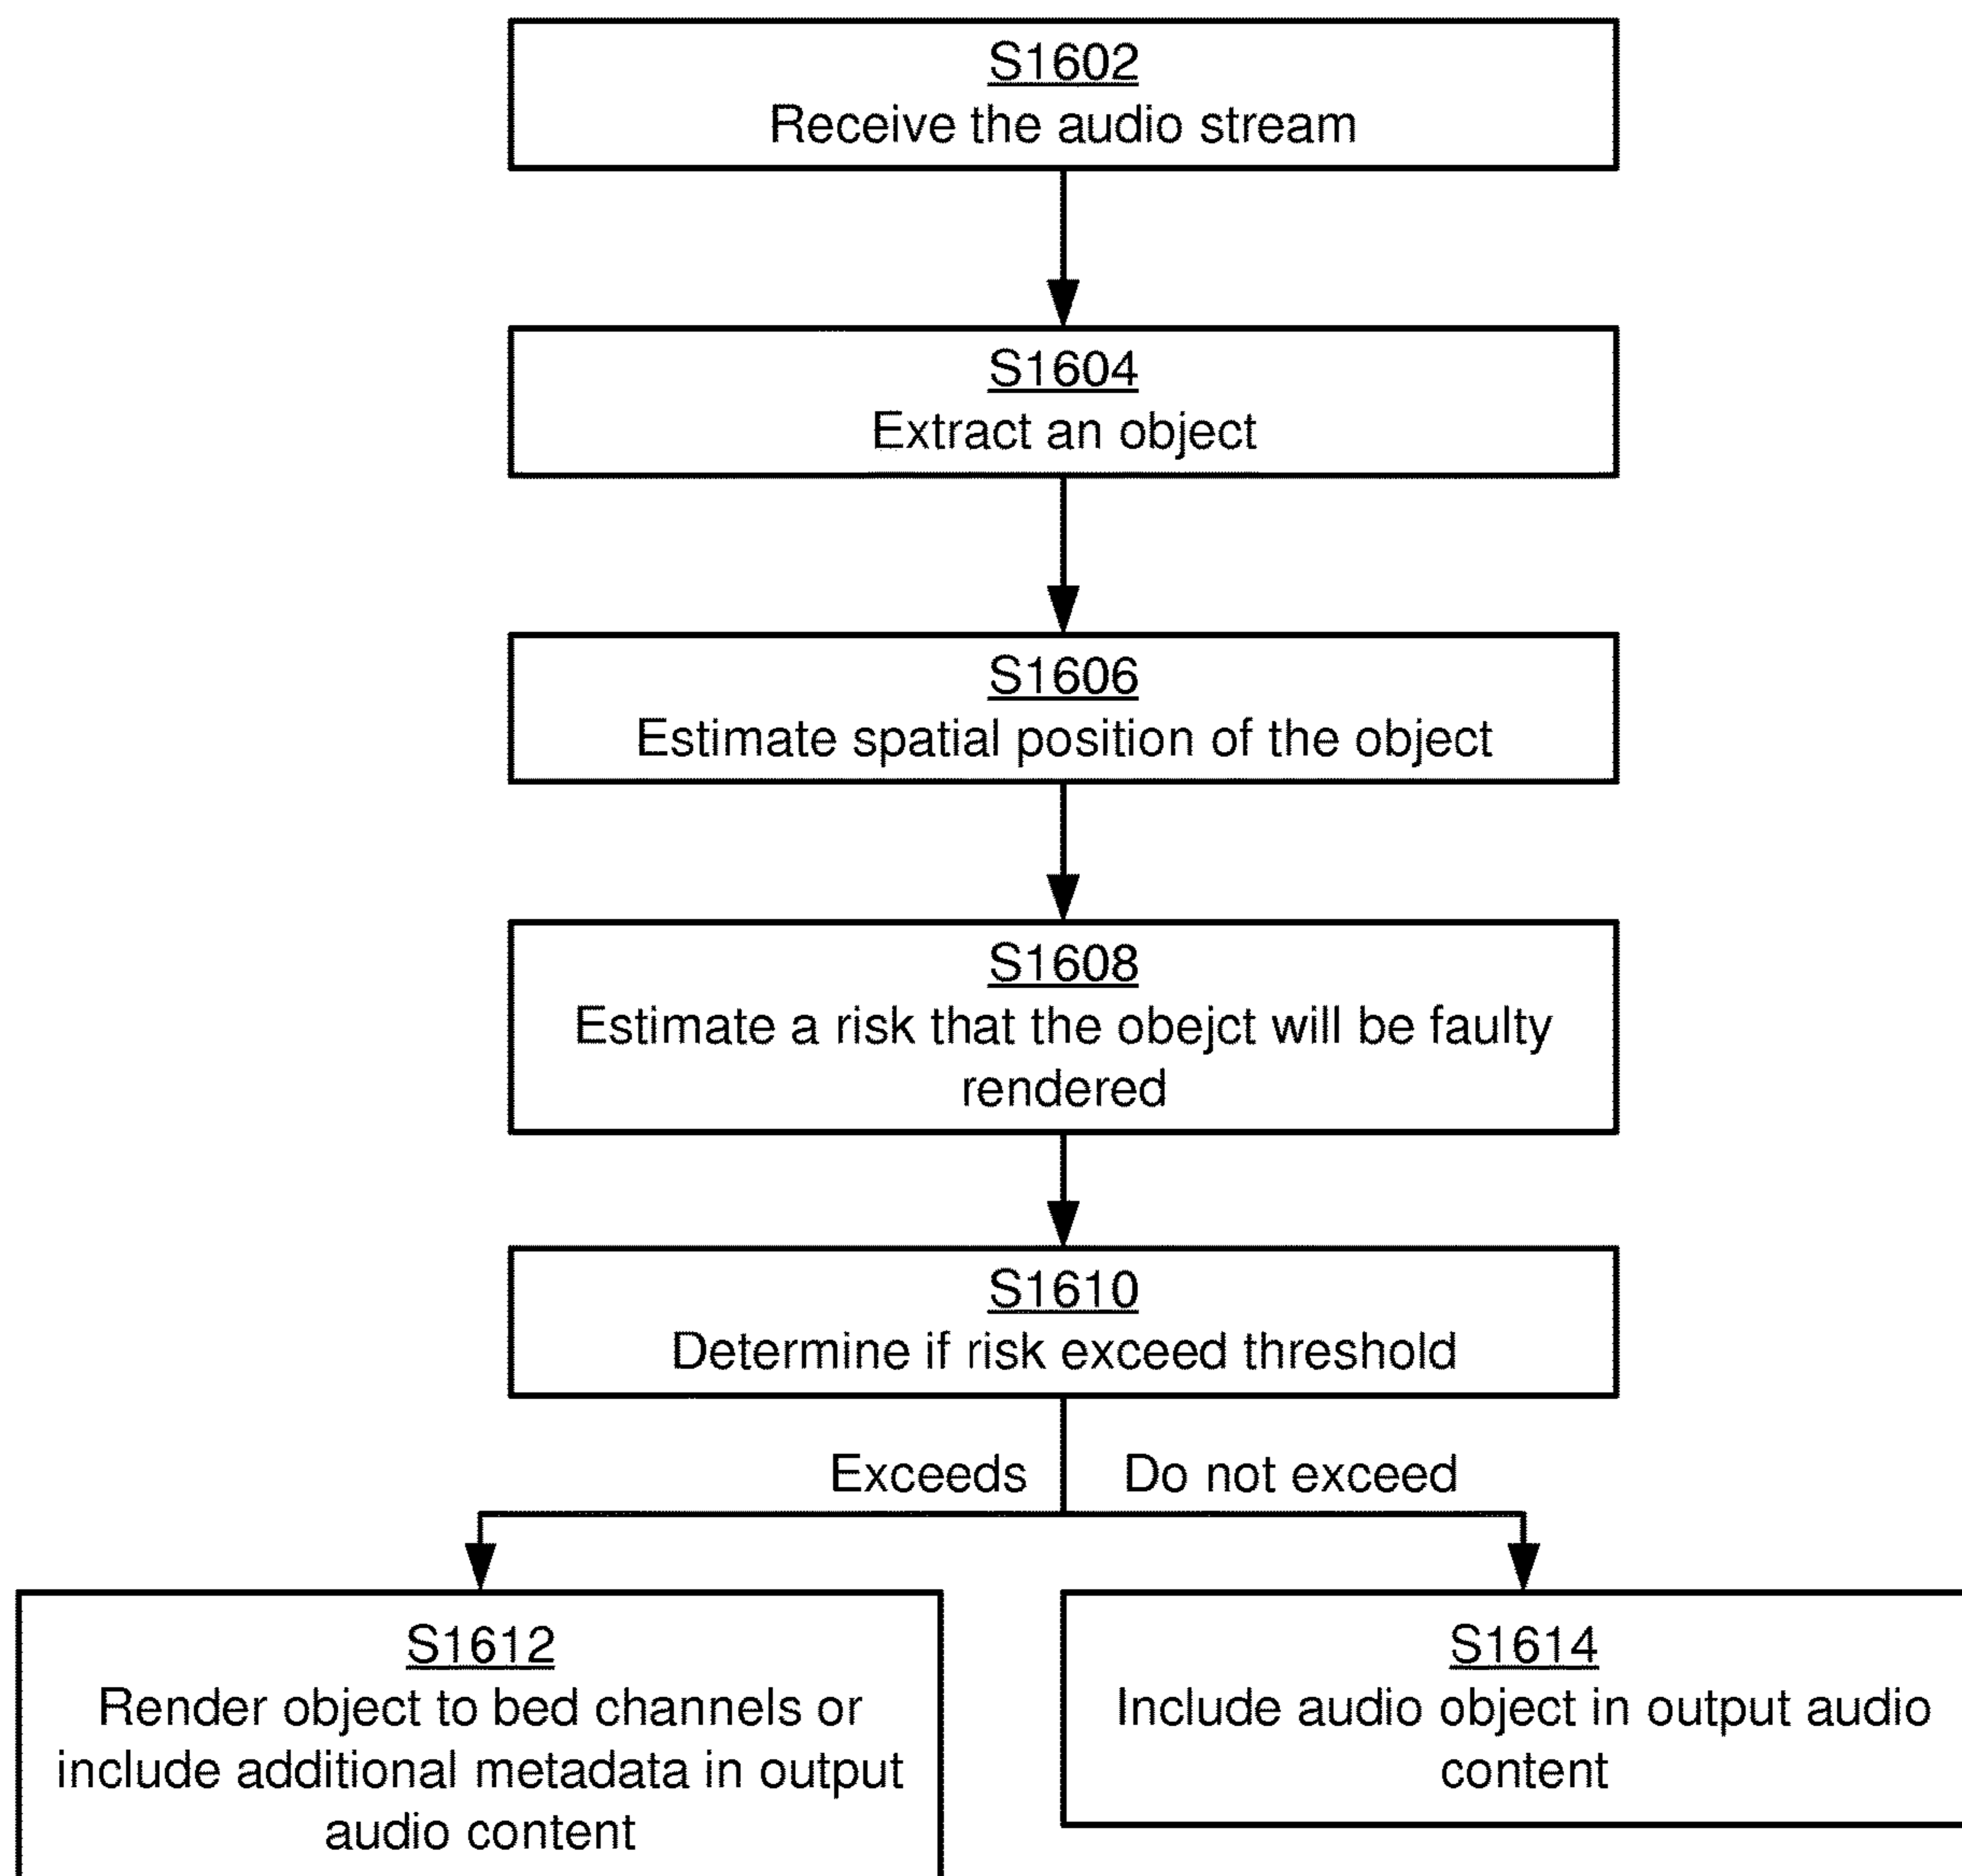 S1602
Receive the audio stream
S1604
Extract an object
S1606
Estimate spatial position of the object
S1608
Estimate a risk that the obejct will be faulty
rendered
S1610
Determine if risk exceed threshold
Exceeds
Do not exceed
S1612
Render object to bed channels or
include additional metadata in output
audio content
S1614
Include audio object in output audio
content